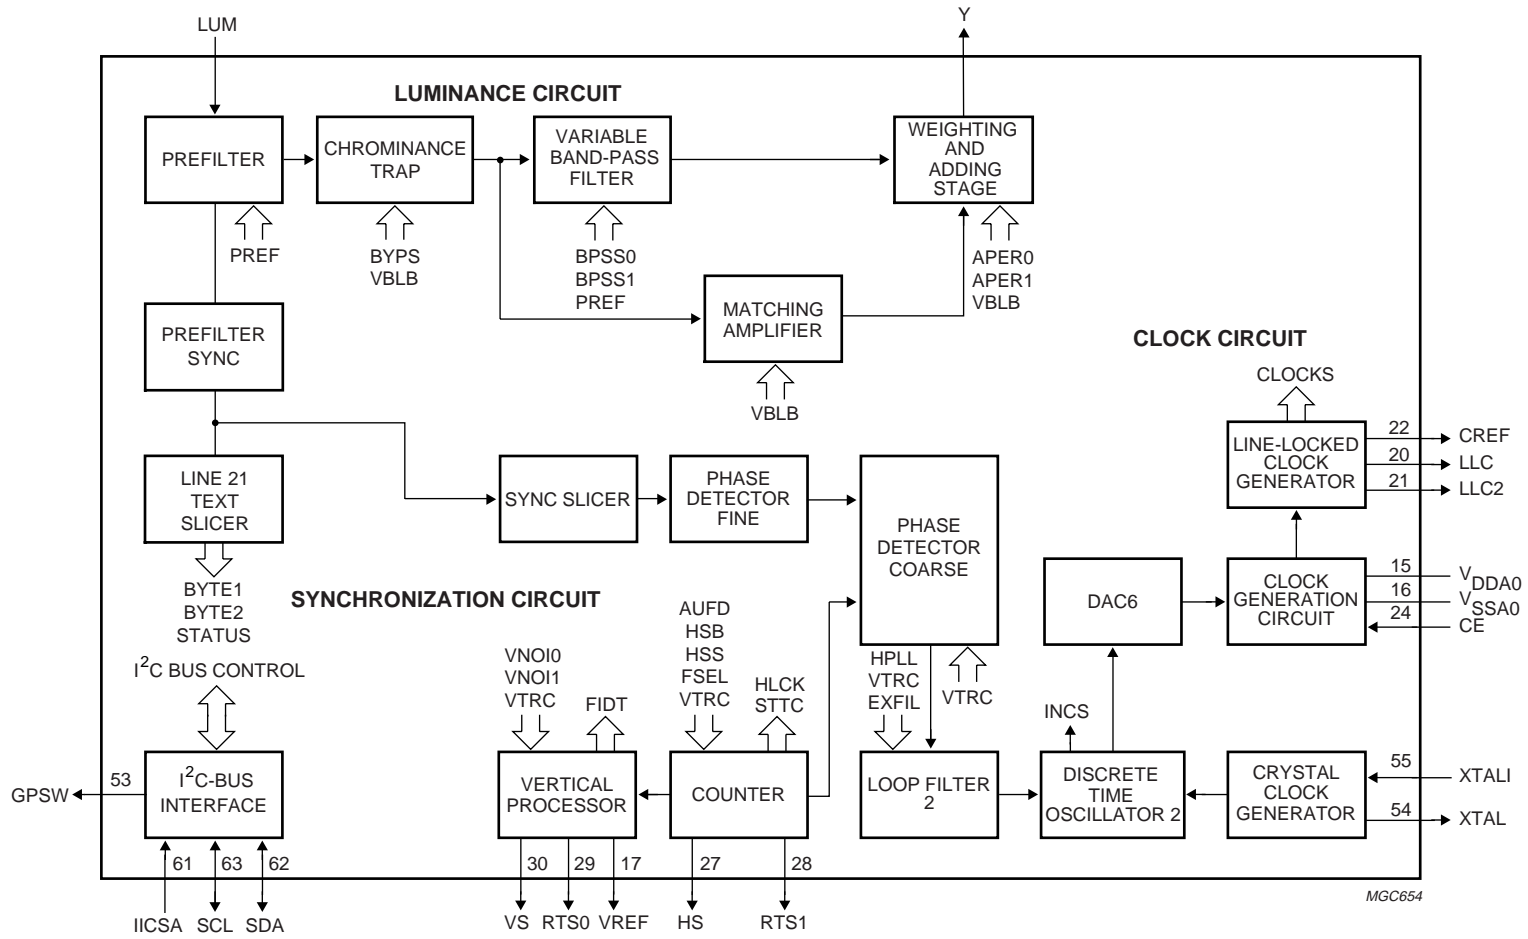 LUM
Y
LUMINANCE CIRCUIT
PREFILTER
CHROMINANCE
TRAP
VARIABLE
BAND-PASS
FILTER
WEIGHTING
AND
ADDING
STAGE
PREF
BYPS
VBLB
BPSS0
BPSS1
PREF
APER0
APER1
VBLB
PREFILTER
SYNC
MATCHING
AMPLIFIER
VBLB
CLOCK CIRCUIT
CLOCKS
LINE-LOCKED
CLOCK
GENERATOR
22
CREF
20
LLC
21
LLC2
LINE 21
TEXT
SLICER
SYNC SLICER
PHASE
DETECTOR
FINE
PHASE
DETECTOR
COARSE
DAC6
CLOCK
GENERATION
CIRCUIT
15
VDDA0
16
VSSA0
24
CE
BYTE1
BYTE2
STATUS
SYNCHRONIZATION CIRCUIT
I2C BUS CONTROL
VNOI0
VNOI1
VTRC
FIDT
AUFD
HSB
HSS
FSEL
VTRC
HLCK
STTC
HPLL
VTRC
EXFIL
VTRC
INCS
GPSW
53
I2C-BUS
INTERFACE
VERTICAL
PROCESSOR
COUNTER
LOOP FILTER
2
DISCRETE
TIME
OSCILLATOR 2
CRYSTAL
CLOCK
GENERATOR
55
XTALI
54
XTAL
61
63
62
30
29
17
27
28
IICSA
SCL
SDA
VS
RTS0
VREF
HS
RTS1
MGC654